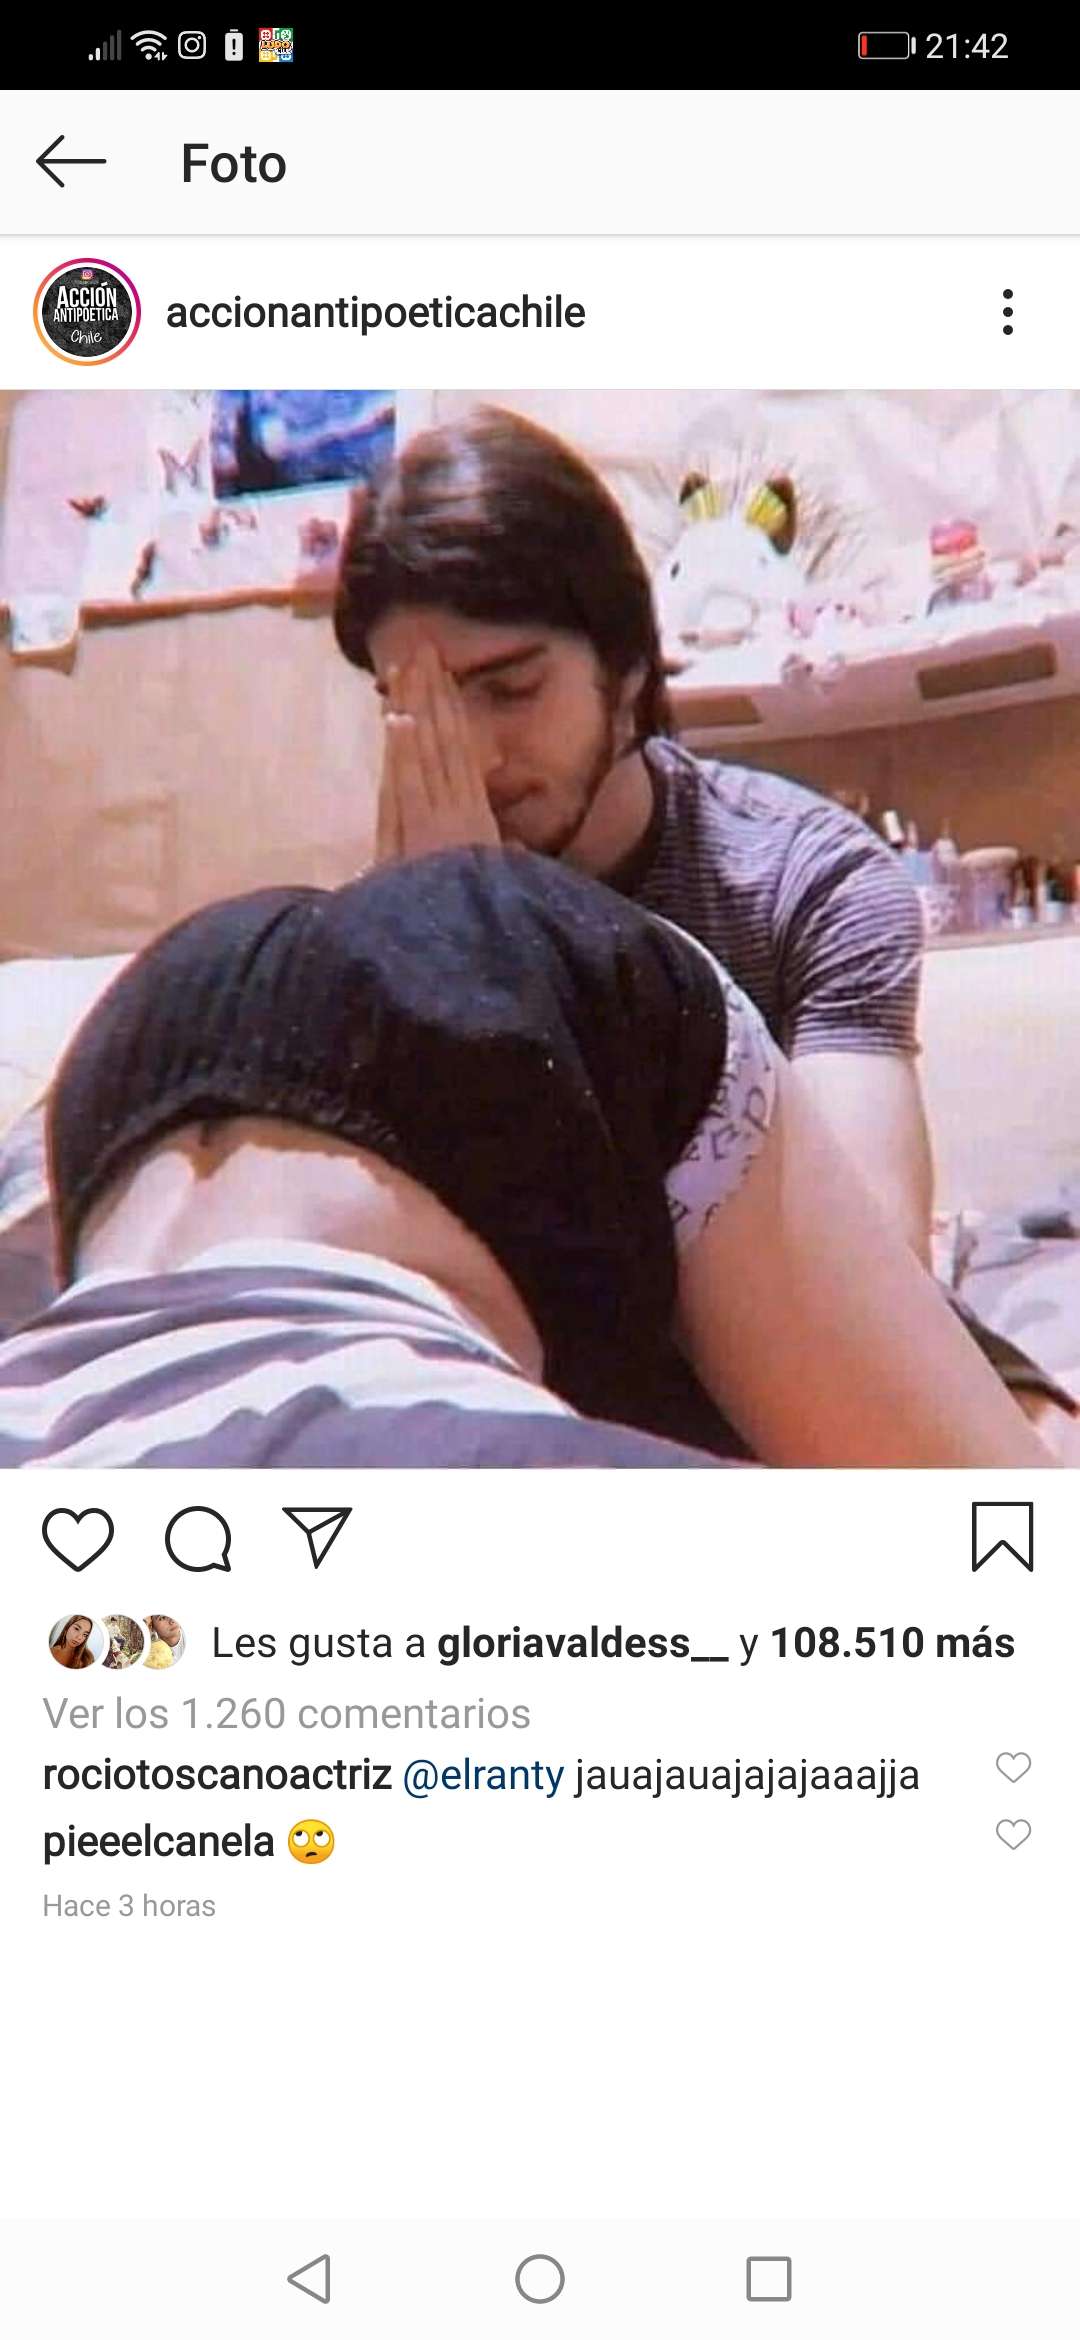 21:42
Foto
ACCIÓN
ANTIPOETICA
Chile
accionantipoeticachile
Les gusta a gloriavaldess__ y 108.510 más
Ver los 1.260 comentarios
rociotoscanoactriz @elranty jauajauajajajaaajja
pieeelcanela 🙄
Hace 3 horas